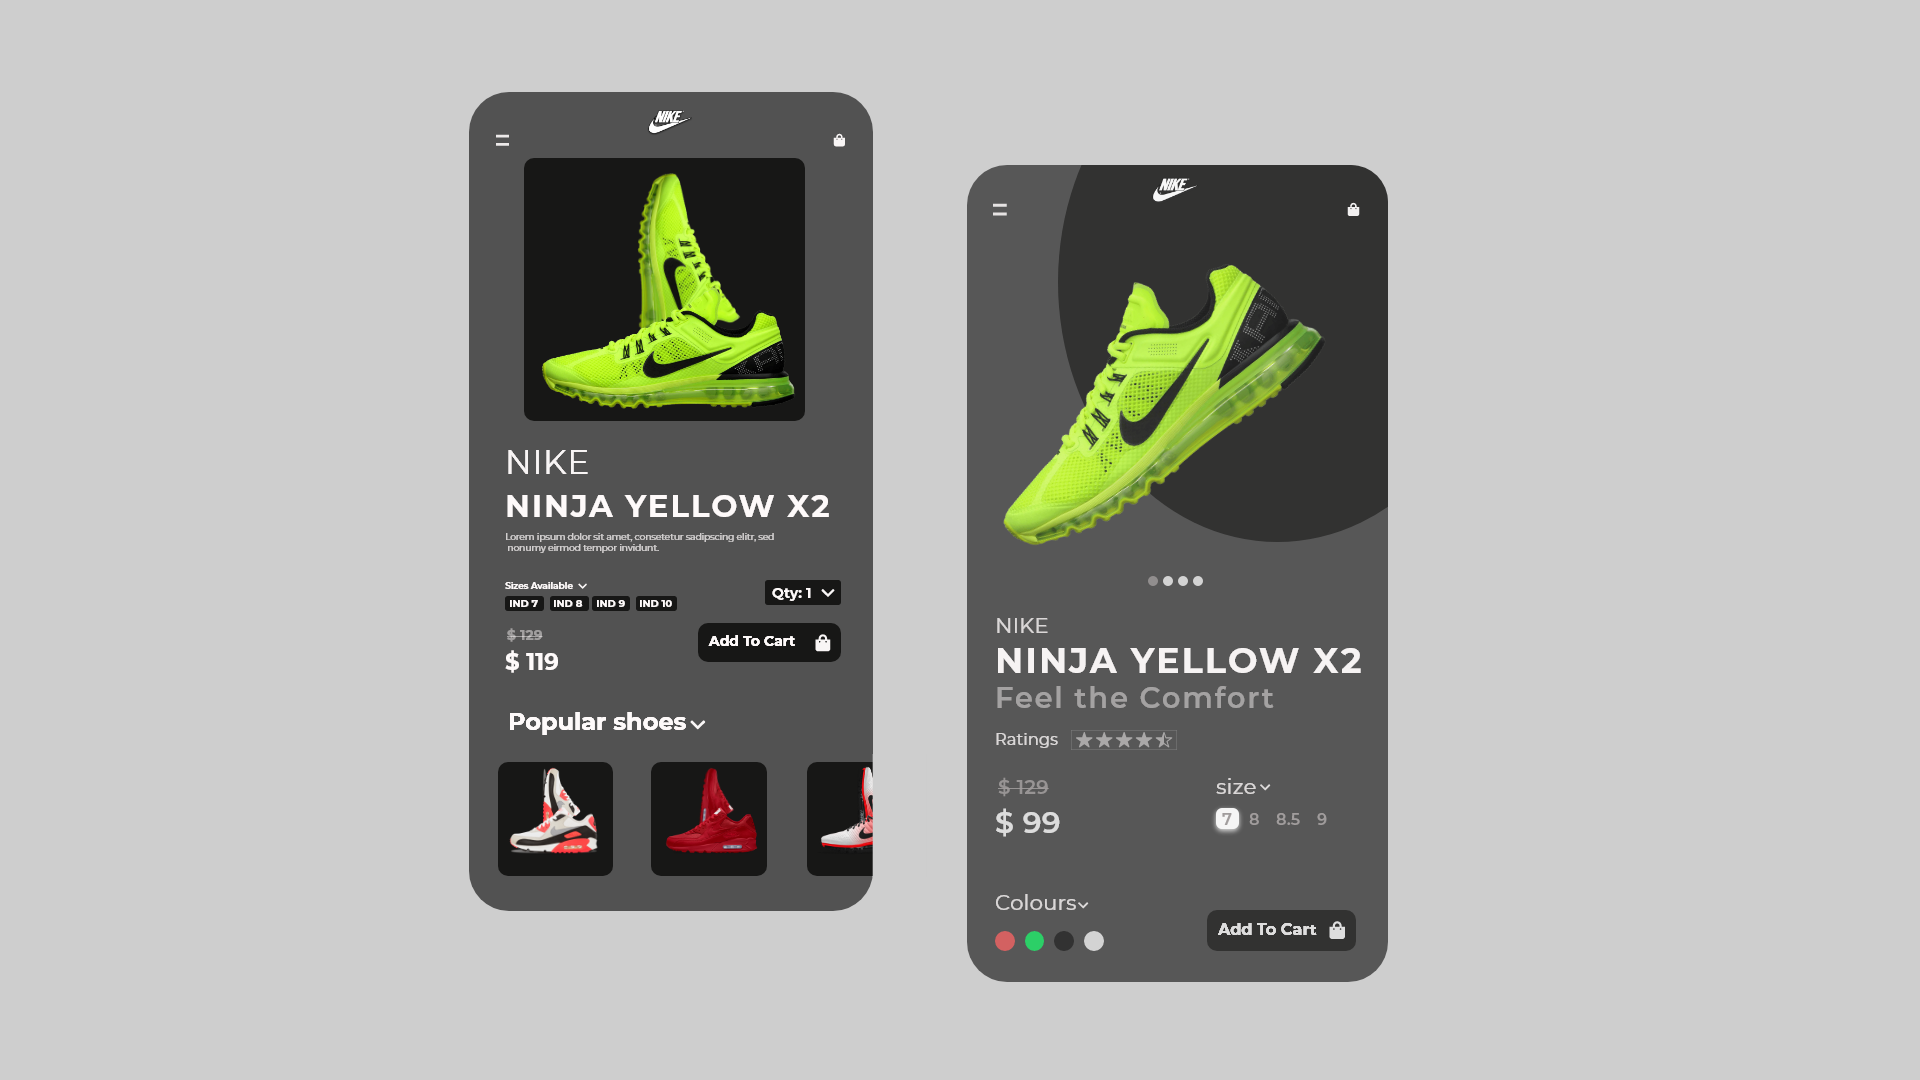 NIKE
NIKE
NINJA YELLOW X2
Lorem ipsum dolor sit amet, consetetur sadipscing elitr, sed
nonumy eirmod tempor invidunt.
Sizes Available
IND 7 IND 8 IND 9 IND 10
Qty: 1
$ 129
$ 119
Add To Cart
Popular shoes
NIKE
NIKE
NINJA YELLOW X2
Feel the Comfort
Ratings
$ 129
$ 99
size
7 8 8.5 9
Colours
Add To Cart